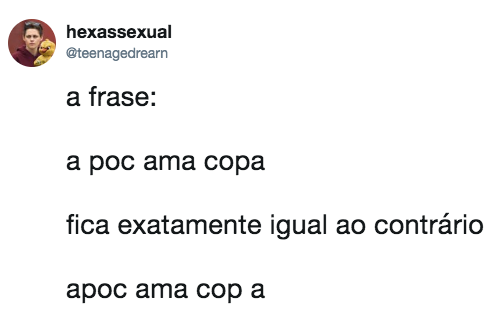 hexassexual
@teenagedrearn
a frase:
a poc ama copa
fica exatamente igual ao contrário
apoc ama cop a